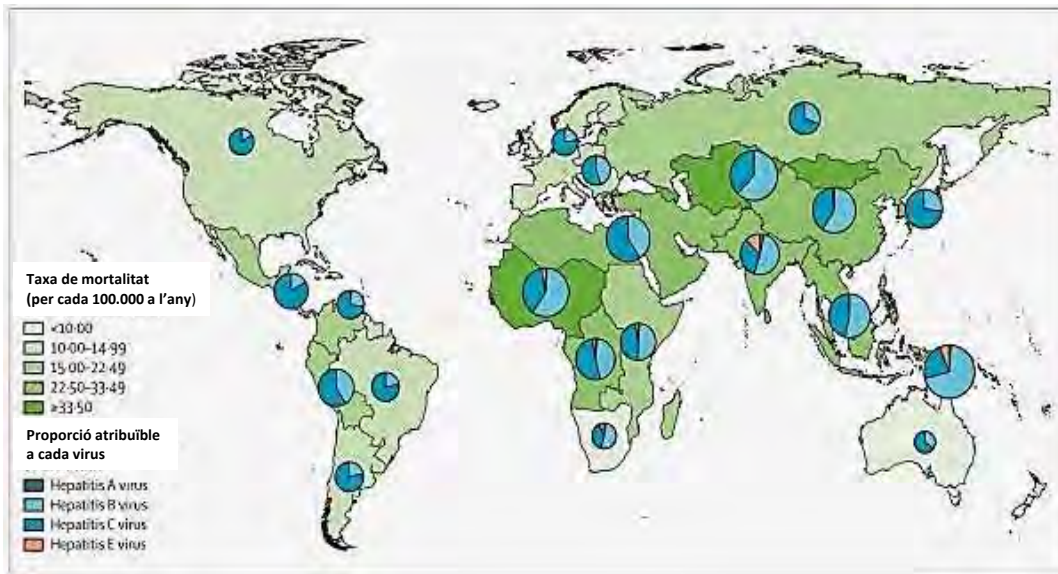 Taxa de mortalitat
(per cada 100.000 a l'any)
<10·00
10·00–14·99
15·00–22·49
22·50–33·49
≥33·50
Proporció atribuïble
a cada virus
Hepatitis A virus
Hepatitis B virus
Hepatitis C virus
Hepatitis E virus